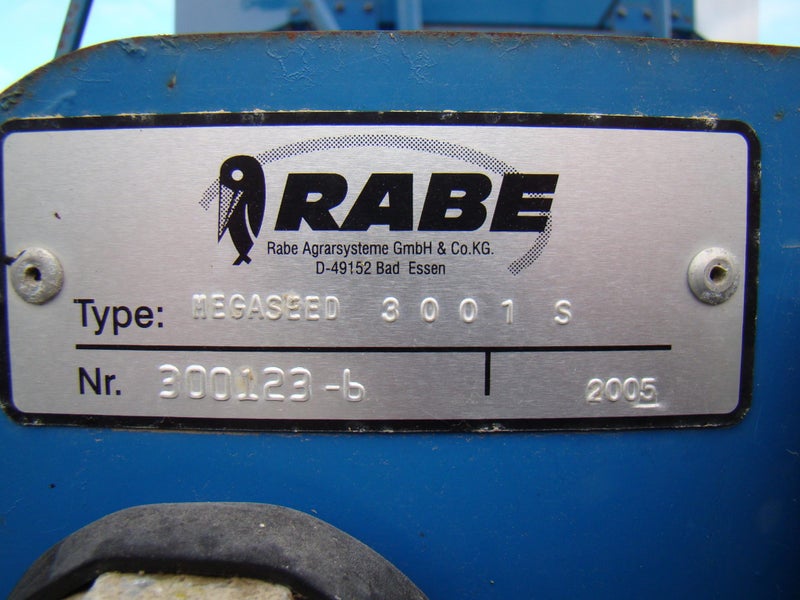 RABE
Rabe Agrarsysteme GmbH & Co.KG.
D-49152 Bad Essen
Type: MEGASEED 3001 S
Nr. 300123-b 2005